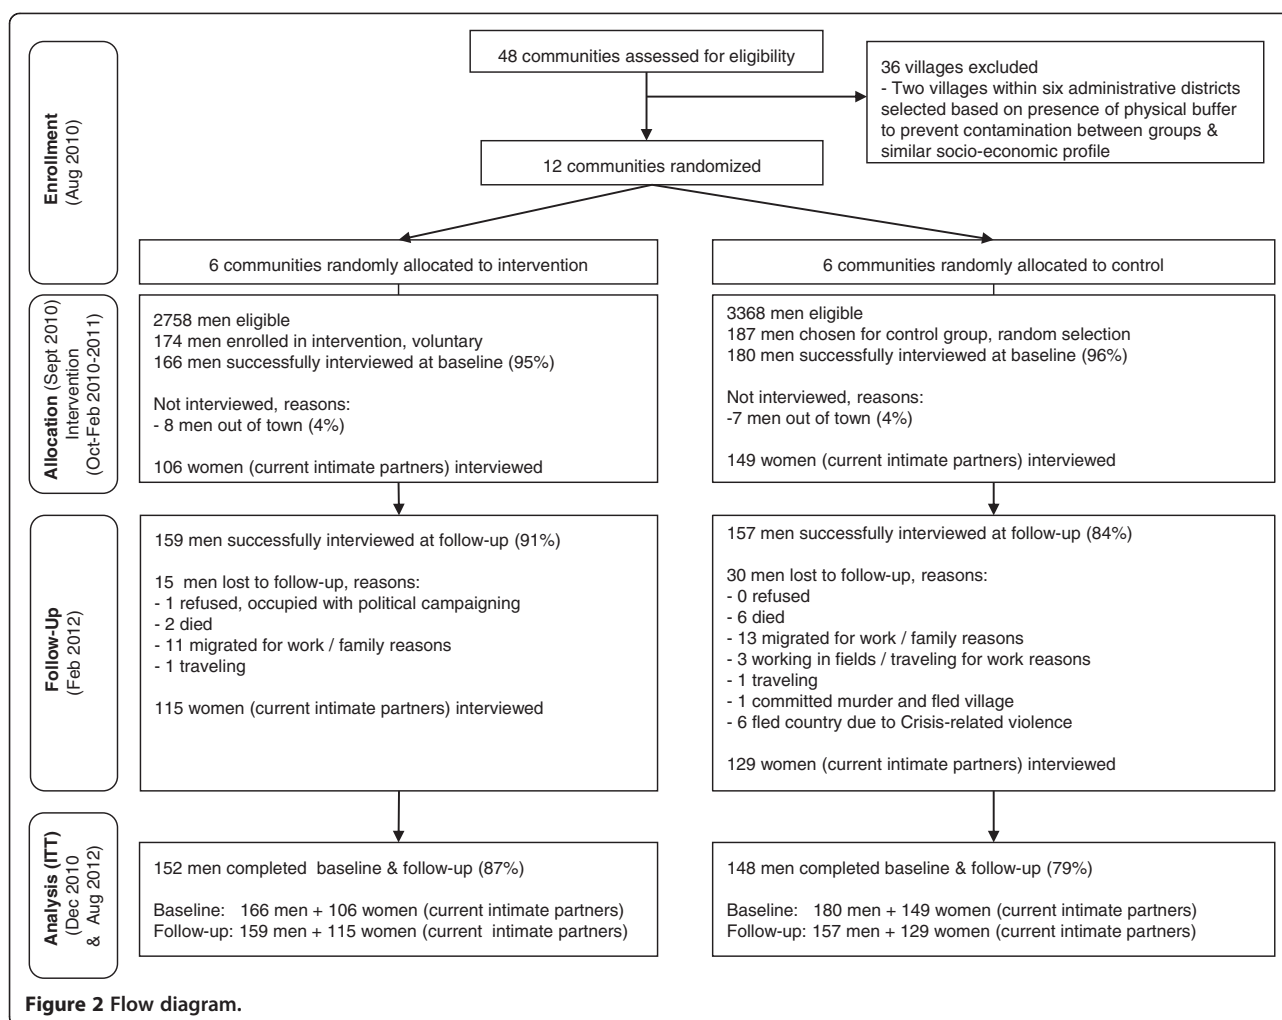 48 communities assessed for eligibility
36 villages excluded
- Two villages within six administrative districts
selected based on presence of physical buffer
to prevent contamination between groups &
similar socio-economic profile
Enrollment
(Aug 2010)
12 communities randomized
6 communities randomly allocated to intervention
6 communities randomly allocated to control
Allocation (Sept 2010)
Intervention
(Oct-Feb 2010-2011)
2758 men eligible
174 men enrolled in intervention, voluntary
166 men successfully interviewed at baseline (95%)
Not interviewed, reasons:
- 8 men out of town (4%)
106 women (current intimate partners) interviewed
3368 men eligible
187 men chosen for control group, random selection
180 men successfully interviewed at baseline (96%)
Not interviewed, reasons:
-7 men out of town (4%)
149 women (current intimate partners) interviewed
Follow-Up
(Feb 2012)
159 men successfully interviewed at follow-up (91%)
15 men lost to follow-up, reasons:
- 1 refused, occupied with political campaigning
- 2 died
- 11 migrated for work / family reasons
- 1 traveling
115 women (current intimate partners) interviewed
157 men successfully interviewed at follow-up (84%)
30 men lost to follow-up, reasons:
- 0 refused
- 6 died
- 13 migrated for work / family reasons
- 3 working in fields / traveling for work reasons
- 1 traveling
- 1 committed murder and fled village
- 6 fled country due to Crisis-related violence
129 women (current intimate partners) interviewed
Analysis (ITT)
(Dec 2010
& Aug 2012)
152 men completed baseline & follow-up (87%)
Baseline: 166 men + 106 women (current intimate partners)
Follow-up: 159 men + 115 women (current intimate partners)
148 men completed baseline & follow-up (79%)
Baseline: 180 men + 149 women (current intimate partners)
Follow-up: 157 men + 129 women (current intimate partners)
Figure 2 Flow diagram.